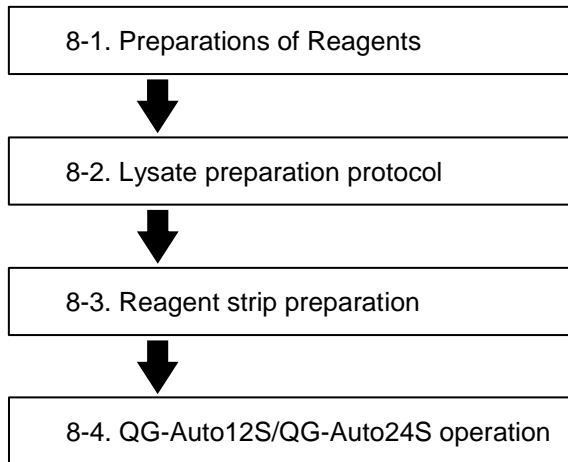 8-1. Preparations of Reagents
8-2. Lysate preparation protocol
8-3. Reagent strip preparation
8-4. QG-Auto12S/QG-Auto24S operation